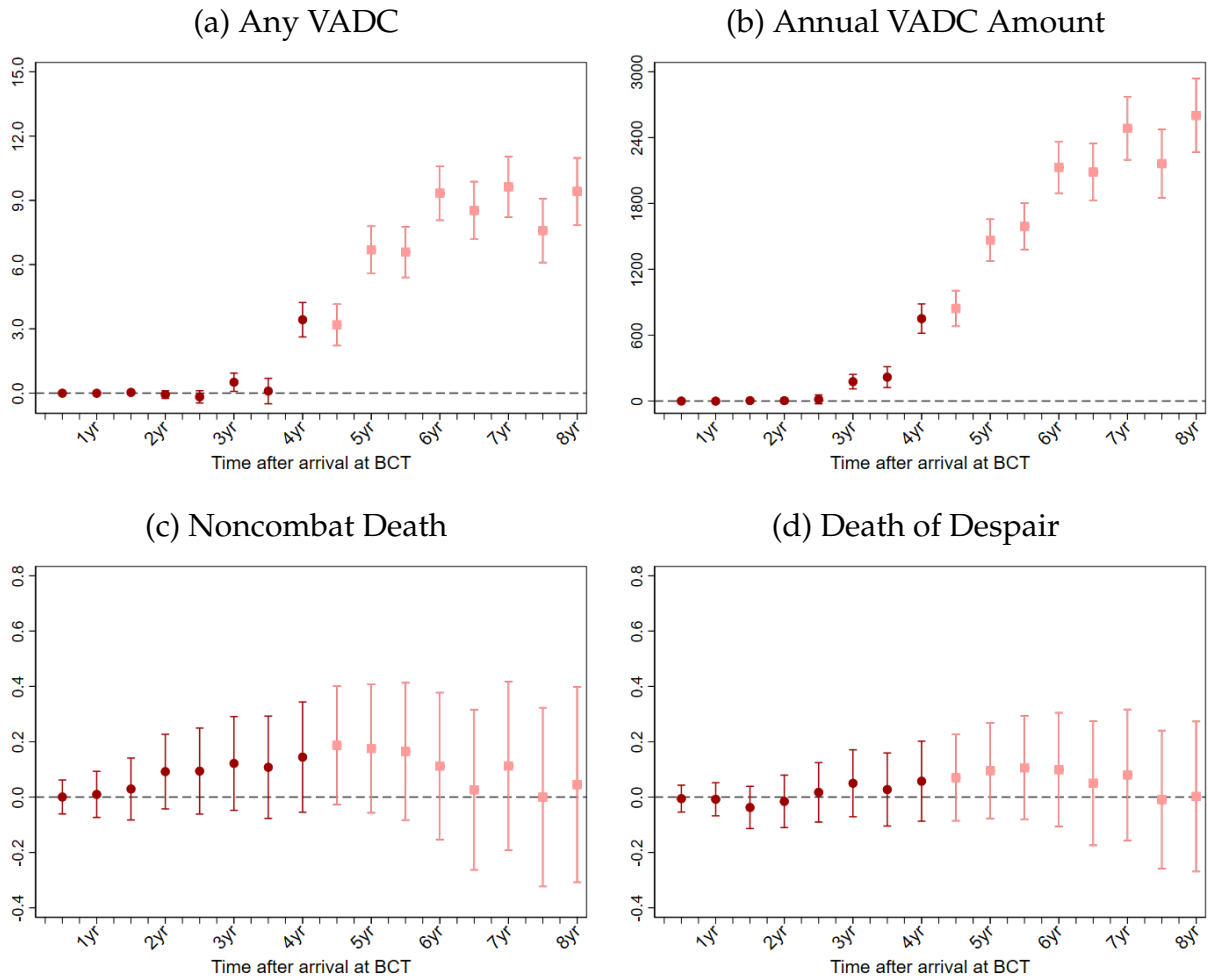 (a) Any VADC
15.0
12.0
9.0
6.0
3.0
0.0
1yr 2yr 3yr 4yr 5yr 6yr 7yr 8yr
Time after arrival at BCT
(b) Annual VADC Amount
3000
2400
1800
1200
600
0
1yr 2yr 3yr 4yr 5yr 6yr 7yr 8yr
Time after arrival at BCT
(c) Noncombat Death
0.8
0.6
0.4
0.2
0.0
-0.2
-0.4
1yr 2yr 3yr 4yr 5yr 6yr 7yr 8yr
Time after arrival at BCT
(d) Death of Despair
0.8
0.6
0.4
0.2
0.0
-0.2
-0.4
1yr 2yr 3yr 4yr 5yr 6yr 7yr 8yr
Time after arrival at BCT